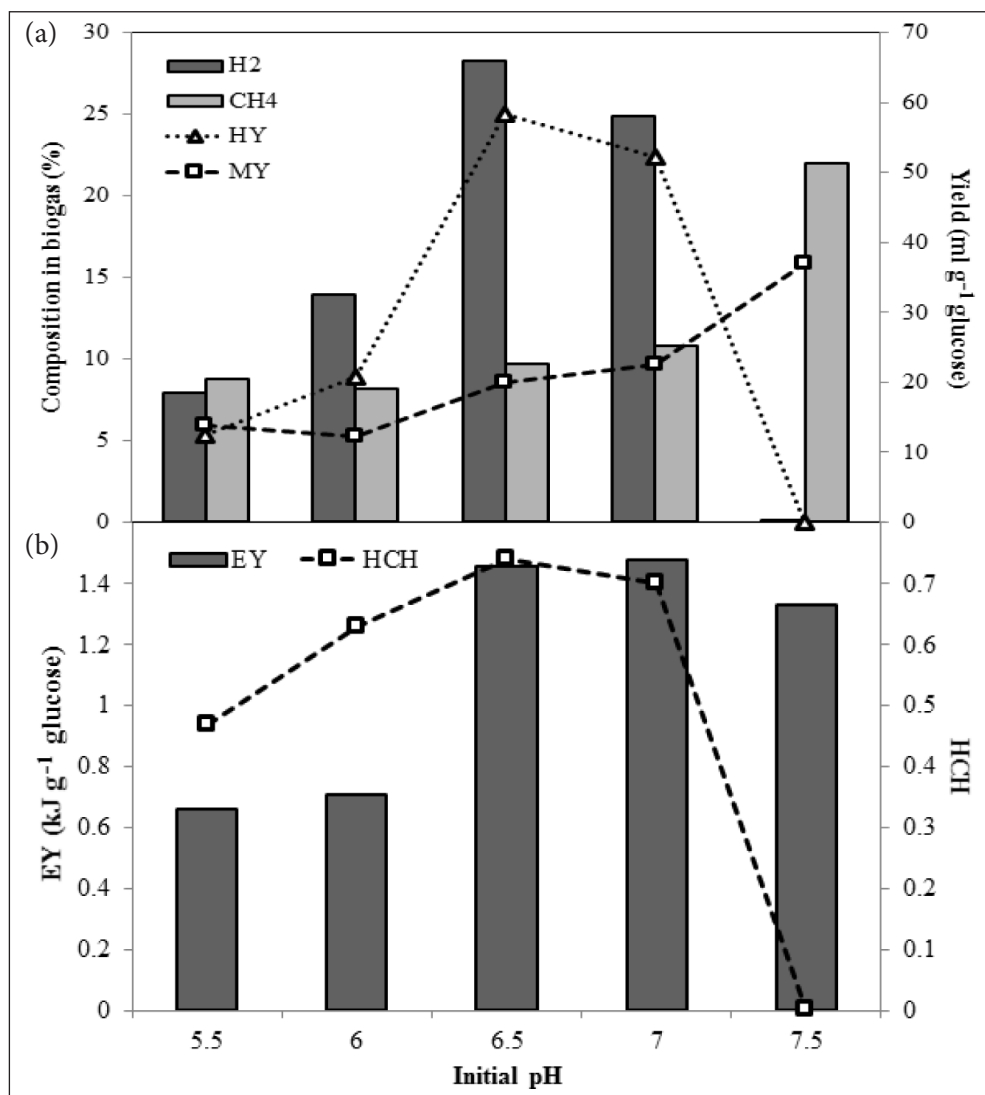 (a)
H2
CH4
HY
MY
30
25
20
15
10
5
0
Composition in biogas (%)
70
60
50
40
30
20
10
0
Yield (ml g⁻¹ glucose)
(b)
EY
HCH
1.4
1.2
1
0.8
0.6
0.4
0.2
0
EY (kJ g⁻¹ glucose)
0.7
0.6
0.5
0.4
0.3
0.2
0.1
0
HCH
5.5 6 6.5 7 7.5
Initial pH